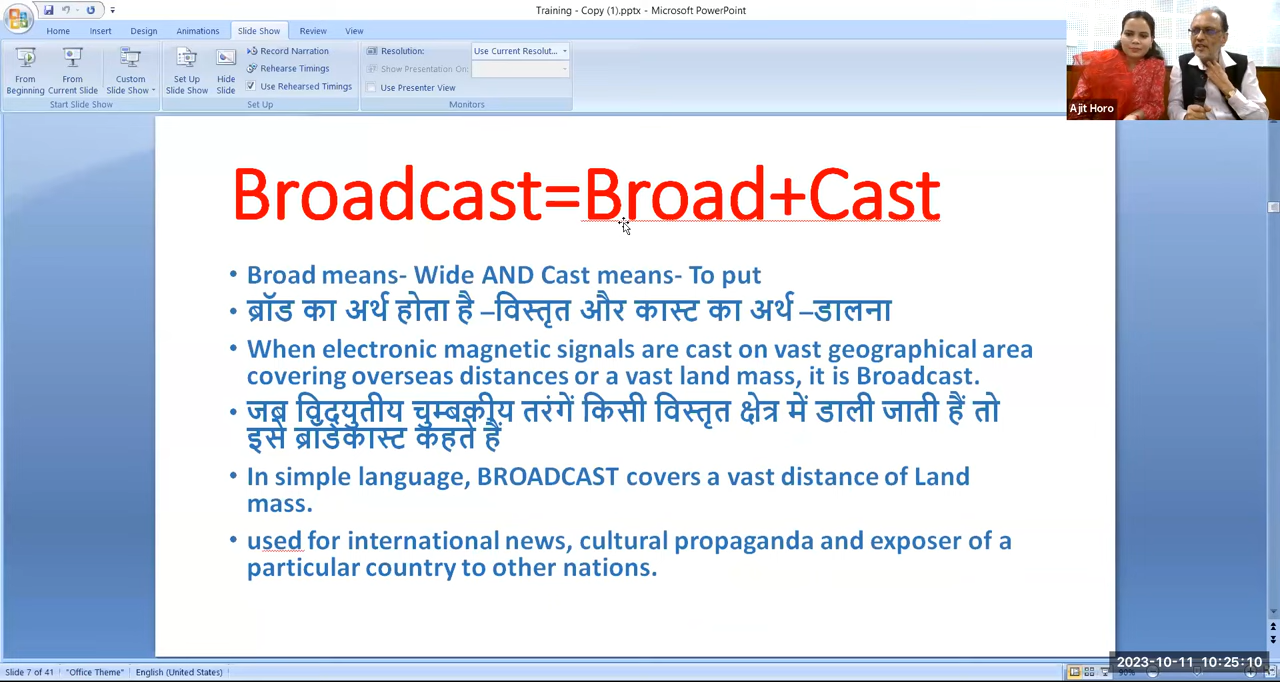 Training - Copy (1).pptx - Microsoft PowerPoint
Home Insert Design Animations Slide Show Review View
From Beginning
From Current Slide
Custom Slide Show
Start Slide Show
Set Up Slide Show
Hide Slide
Record Narration
Rehearse Timings
Use Rehearsed Timings
Set Up
Resolution: Use Current Resolut...
Show Presentation On:
Use Presenter View
Monitors
Ajit Horo
Broadcast=Broad+Cast
• Broad means- Wide AND Cast means- To put
• ब्रॉड का अर्थ होता है –विस्तृत और कास्ट का अर्थ –डालना
• When electronic magnetic signals are cast on vast geographical area
covering overseas distances or a vast land mass, it is Broadcast.
• जब विद्युतीय चुम्बकीय तरंगें किसी विस्तृत क्षेत्र में डाली जाती हैं तो
इसे ब्रॉडकास्ट कहते हैं
• In simple language, BROADCAST covers a vast distance of Land
mass.
• used for international news, cultural propaganda and exposer of a
particular country to other nations.
Slide 7 of 41 "Office Theme" English (United States)
2023-10-11 10:25:10
90%